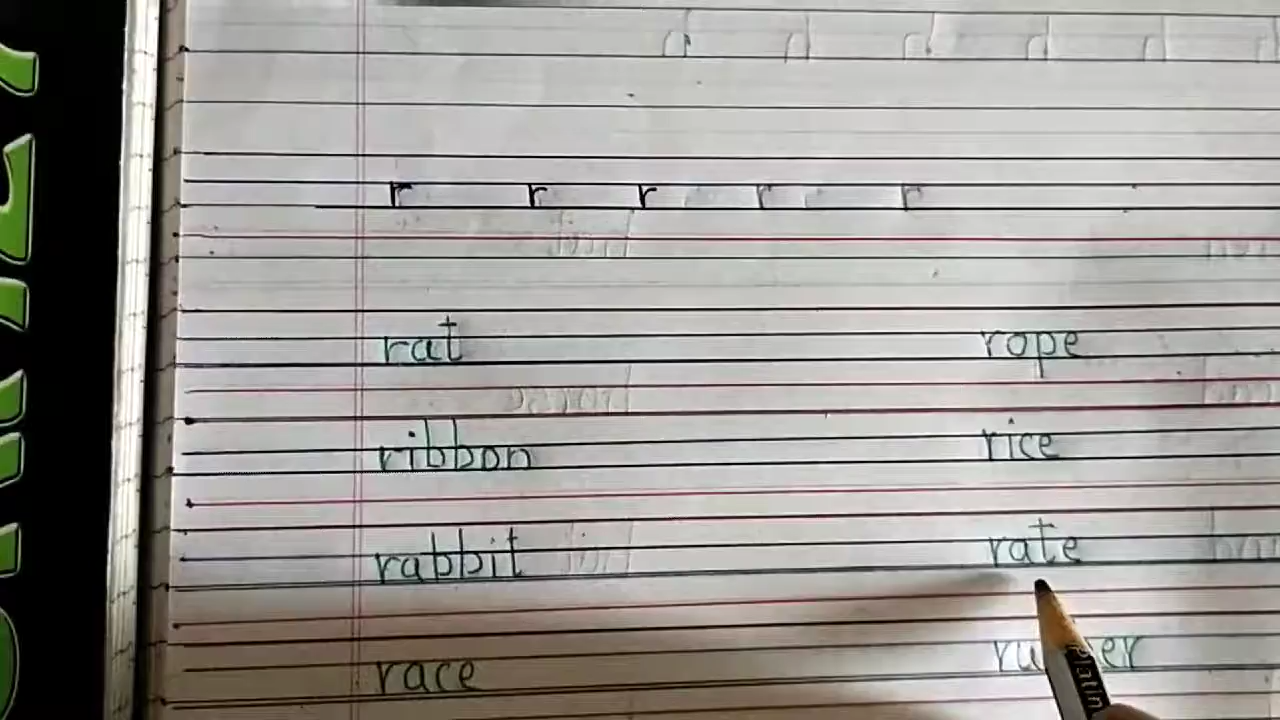 r r r r r
rat rope
ribbon rice
rabbit rate
race